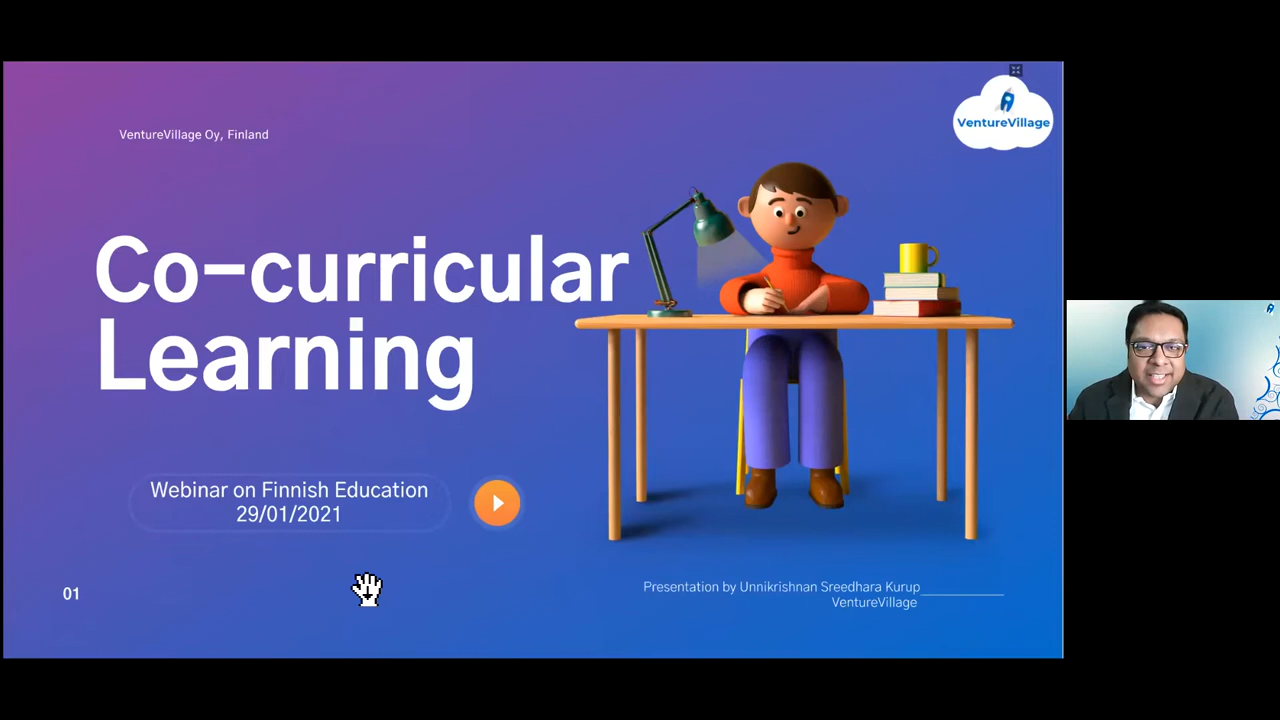 VentureVillage Oy, Finland
VentureVillage
Co-curricular
Learning
Webinar on Finnish Education
29/01/2021
01
Presentation by Unnikrishnan Sreedhara Kurup
VentureVillage